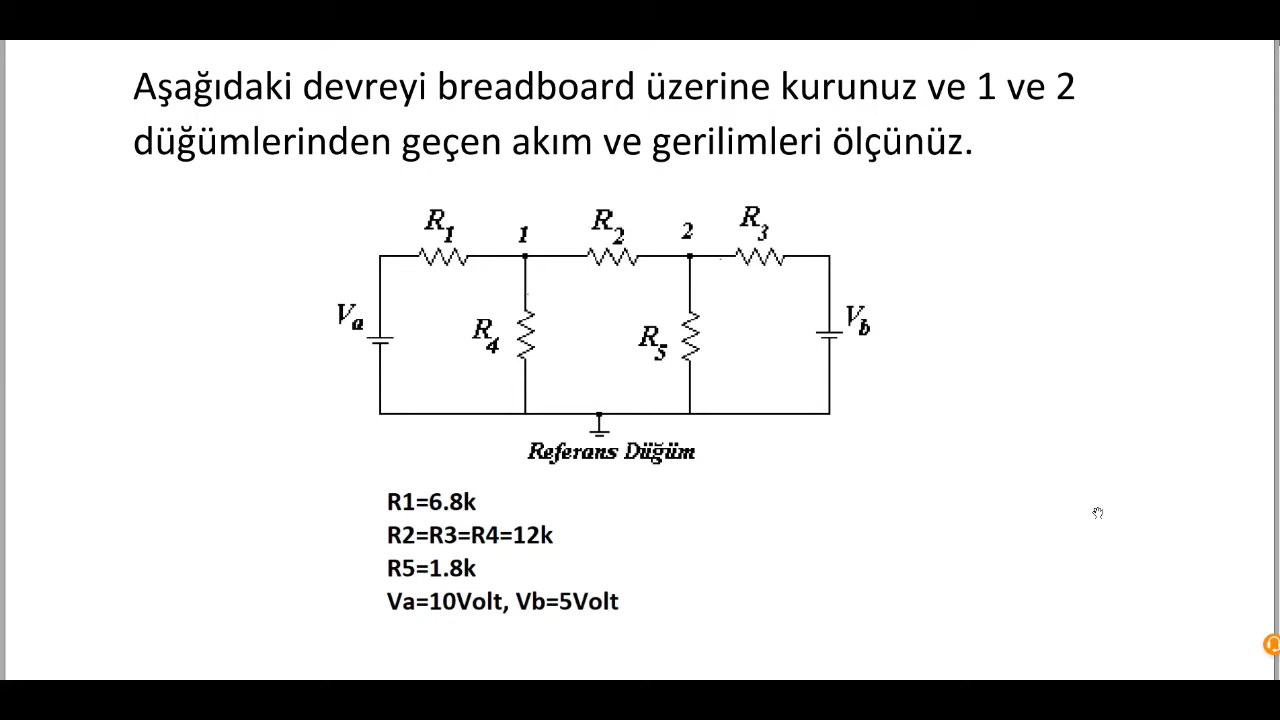 Aşağıdaki devreyi breadboard üzerine kurunuz ve 1 ve 2
düğümlerinden geçen akım ve gerilimleri ölçünüz.
R1 1 R2 2 R3
Va R4 R5 Vb
Referans Düğüm
R1=6.8k
R2=R3=R4=12k
R5=1.8k
Va=10Volt, Vb=5Volt